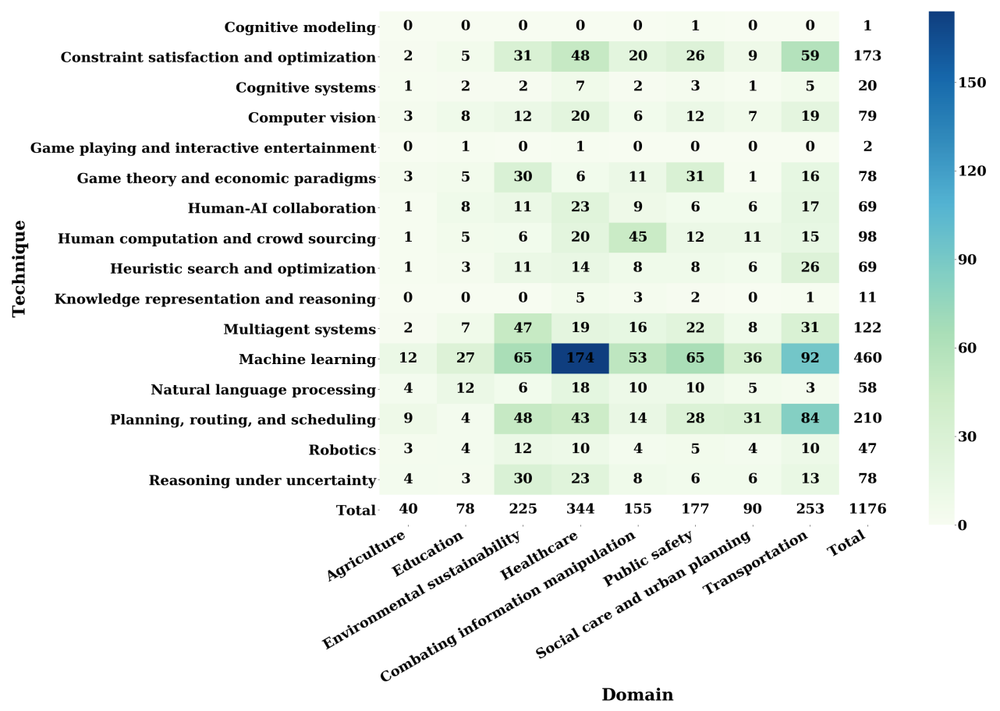 Cognitive modeling 0 0 0 0 0 1 0 0 1
Constraint satisfaction and optimization 2 5 31 48 20 26 9 59 173
Cognitive systems 1 2 2 7 2 3 1 5 20
Computer vision 3 8 12 20 6 12 7 19 79
Game playing and interactive entertainment 0 1 0 1 0 0 0 0 2
Game theory and economic paradigms 3 5 30 6 11 31 1 16 78
Human-AI collaboration 1 8 11 23 9 6 6 17 69
Human computation and crowd sourcing 1 5 6 20 45 12 11 15 98
Heuristic search and optimization 1 3 11 14 8 8 6 26 69
Knowledge representation and reasoning 0 0 0 5 3 2 0 1 11
Multiagent systems 2 7 47 19 16 22 8 31 122
Machine learning 12 27 65 174 53 65 36 92 460
Natural language processing 4 12 6 18 10 10 5 3 58
Planning, routing, and scheduling 9 4 48 43 14 28 31 84 210
Robotics 3 4 12 10 4 5 4 10 47
Reasoning under uncertainty 4 3 30 23 8 6 6 13 78
Total 40 78 225 344 155 177 90 253 1176
Technique
Agriculture
Education
Environmental sustainability
Healthcare
Combating information manipulation
Public safety
Social care and urban planning
Transportation
Total
Domain
150
120
90
60
30
0